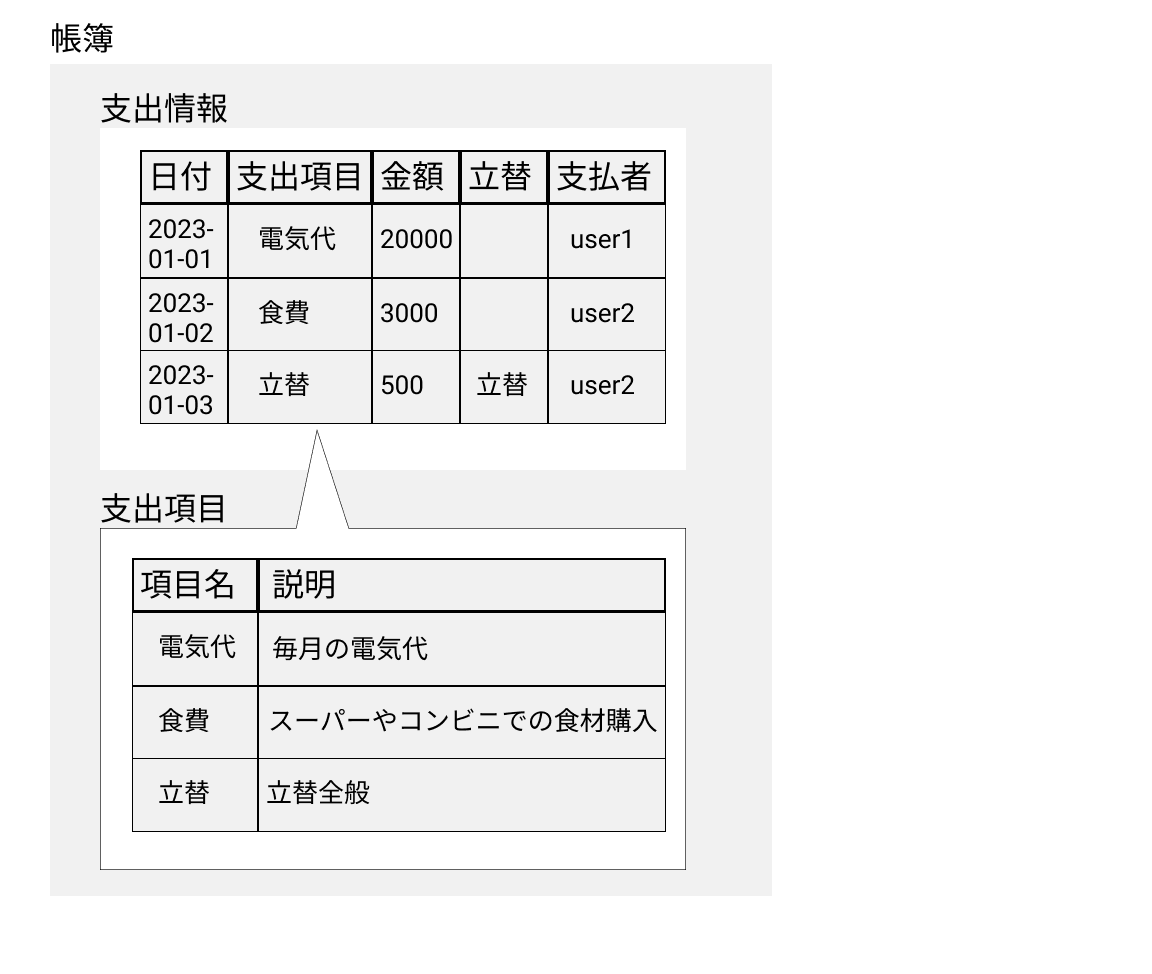 帳簿
支出情報
日付 支出項目 金額 立替 支払者
2023-
01-01 電気代 20000 user1
2023-
01-02 食費 3000 user2
2023-
01-03 立替 500 立替 user2
支出項目
項目名 説明
電気代 毎月の電気代
食費 スーパーやコンビニでの食材購入
立替 立替全般